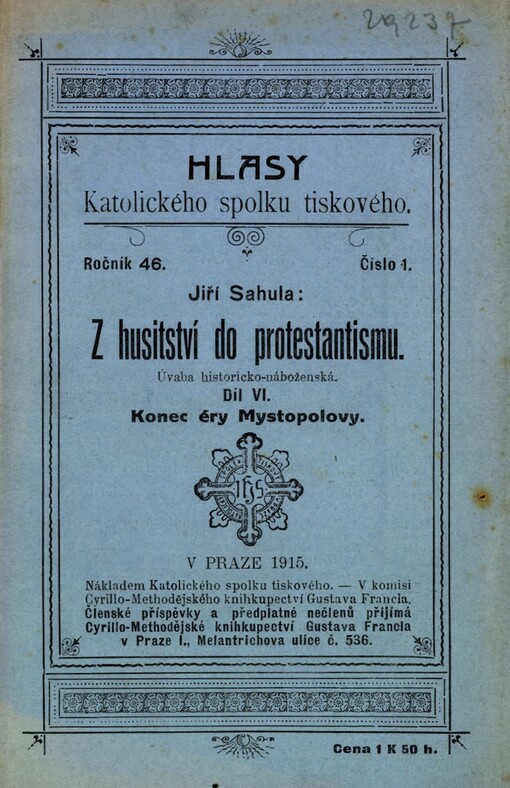 29237
HLASY
Katolického spolku tiskového.
Ročník 46. Číslo 1.
Jiří Sahula:
Z husitství do protestantismu.
Úvaha historicko-náboženská.
Díl VI.
Konec éry Mystopolovy.
IHS
V PRAZE 1915.
Nákladem Katolického spolku tiskového. — V komisi
Cyrillo-Methodějského knihkupectví Gustava Francla.
Členské příspěvky a předplatné nečlenů přijímá
Cyrillo-Methodějské knihkupectví Gustava Francla
v Praze I., Melantrichova ulice č. 536.
Cena 1 K 50 h.